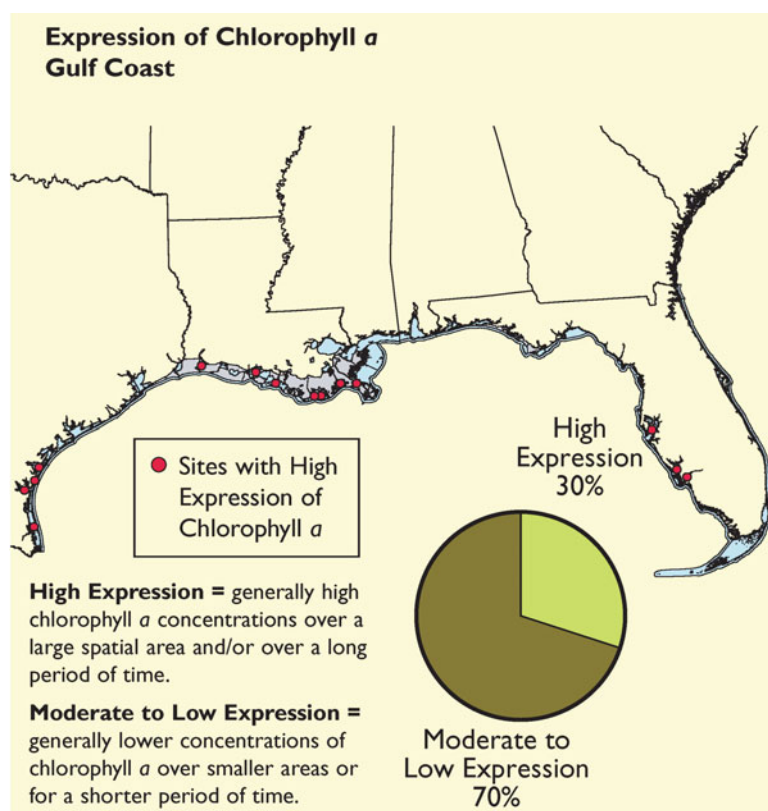 Expression of Chlorophyll a
Gulf Coast
Sites with High
Expression of
Chlorophyll a
High
Expression
30%
High Expression = generally high
chlorophyll a concentrations over a
large spatial area and/or over a long
period of time.
Moderate to Low Expression =
generally lower concentrations of
chlorophyll a over smaller areas or
for a shorter period of time.
Moderate to
Low Expression
70%